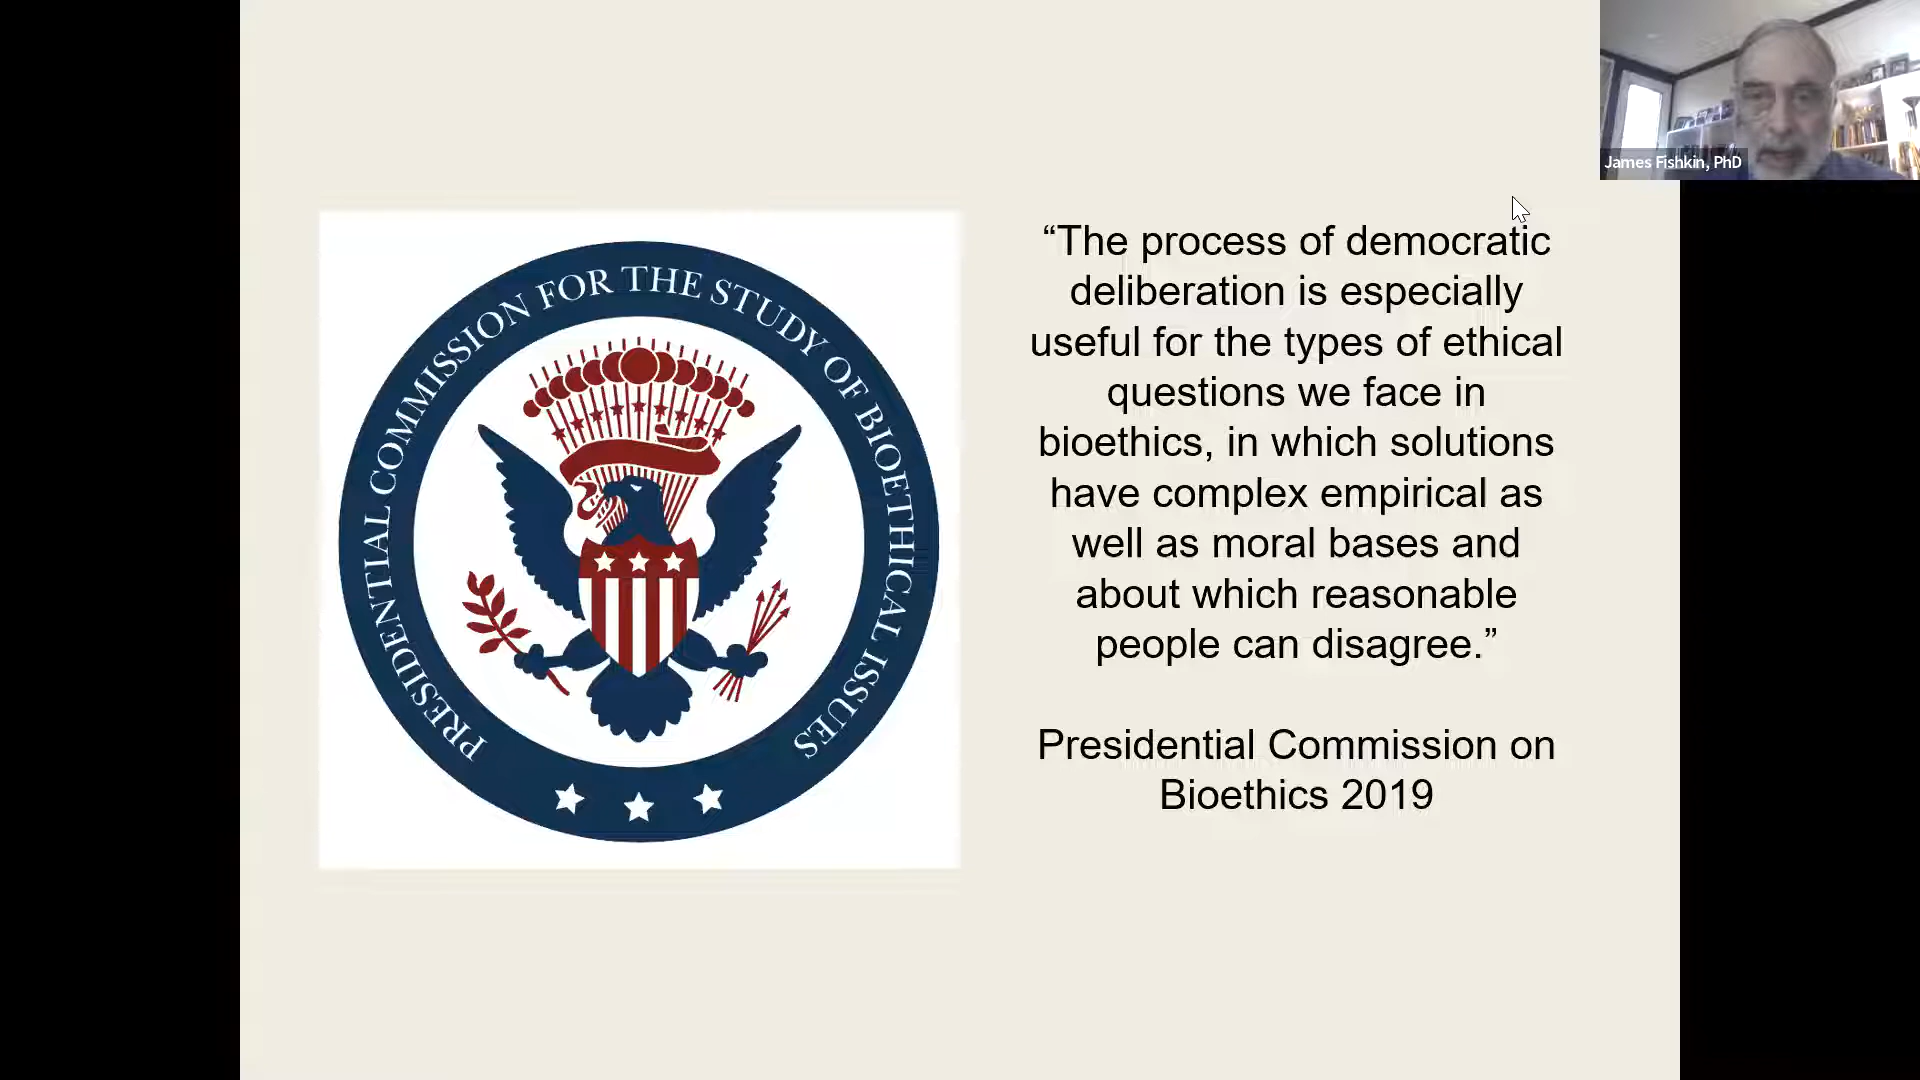 James Fishkin, PhD
PRESIDENTIAL COMMISSION FOR THE STUDY OF BIOETHICAL ISSUES
“The process of democratic
deliberation is especially
useful for the types of ethical
questions we face in
bioethics, in which solutions
have complex empirical as
well as moral bases and
about which reasonable
people can disagree.”
Presidential Commission on
Bioethics 2019